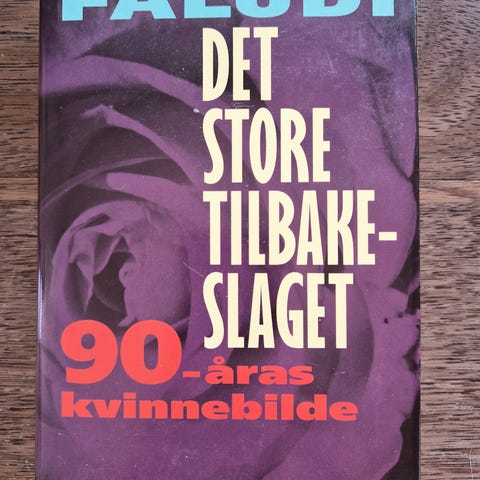 FALUDI
DET
STORE
TILBAKE-
SLAGET
90-åras
kvinnebilde